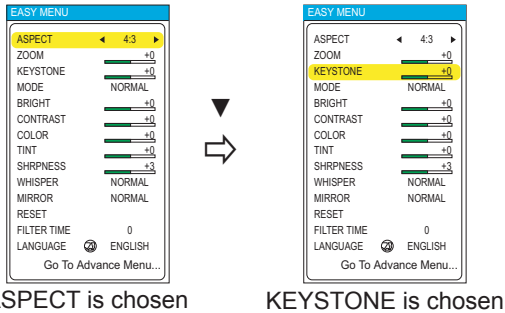 EASY MENU
ASPECT 4:3
ZOOM +0
KEYSTONE +0
MODE NORMAL
BRIGHT +0
CONTRAST +0
COLOR +0
TINT +0
SHRPNESS +3
WHISPER NORMAL
MIRROR NORMAL
RESET
FILTER TIME 0
LANGUAGE ENGLISH
Go To Advance Menu...
ASPECT is chosen
EASY MENU
ASPECT 4:3
ZOOM +0
KEYSTONE +0
MODE NORMAL
BRIGHT +0
CONTRAST +0
COLOR +0
TINT +0
SHRPNESS +3
WHISPER NORMAL
MIRROR NORMAL
RESET
FILTER TIME 0
LANGUAGE ENGLISH
Go To Advance Menu...
KEYSTONE is chosen